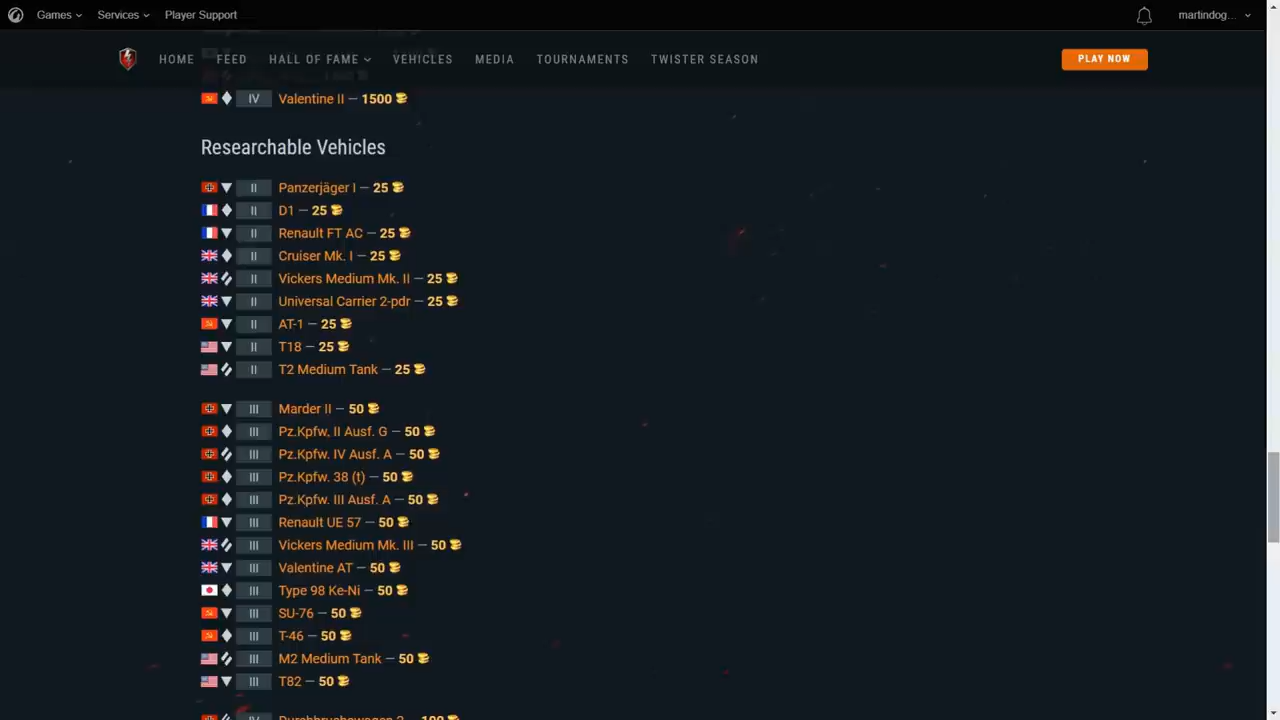 Games Services Player Support martindog...
HOME FEED HALL OF FAME VEHICLES MEDIA TOURNAMENTS TWISTER SEASON PLAY NOW
IV Valentine II – 1500
Researchable Vehicles
II Panzerjäger I – 25
II D1 – 25
II Renault FT AC – 25
II Cruiser Mk. I – 25
II Vickers Medium Mk. II – 25
II Universal Carrier 2-pdr – 25
II AT-1 – 25
II T18 – 25
II T2 Medium Tank – 25
III Marder II – 50
III Pz.Kpfw. II Ausf. G – 50
III Pz.Kpfw. IV Ausf. A – 50
III Pz.Kpfw. 38 (t) – 50
III Pz.Kpfw. III Ausf. A – 50
III Renault UE 57 – 50
III Vickers Medium Mk. III – 50
III Valentine AT – 50
III Type 98 Ke-Ni – 50
III SU-76 – 50
III T-46 – 50
III M2 Medium Tank – 50
III T82 – 50